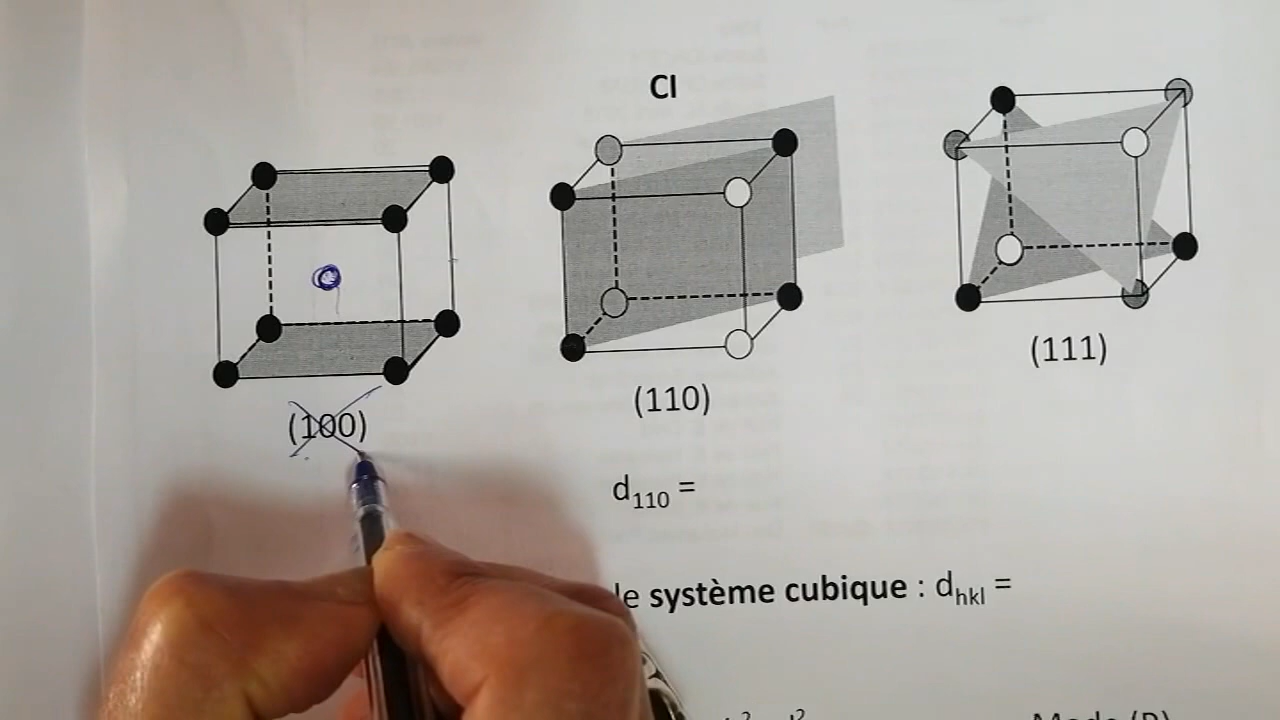 CI
(100)
(110)
(111)
d₁₁₀ =
le système cubique : dₕₖₗ =